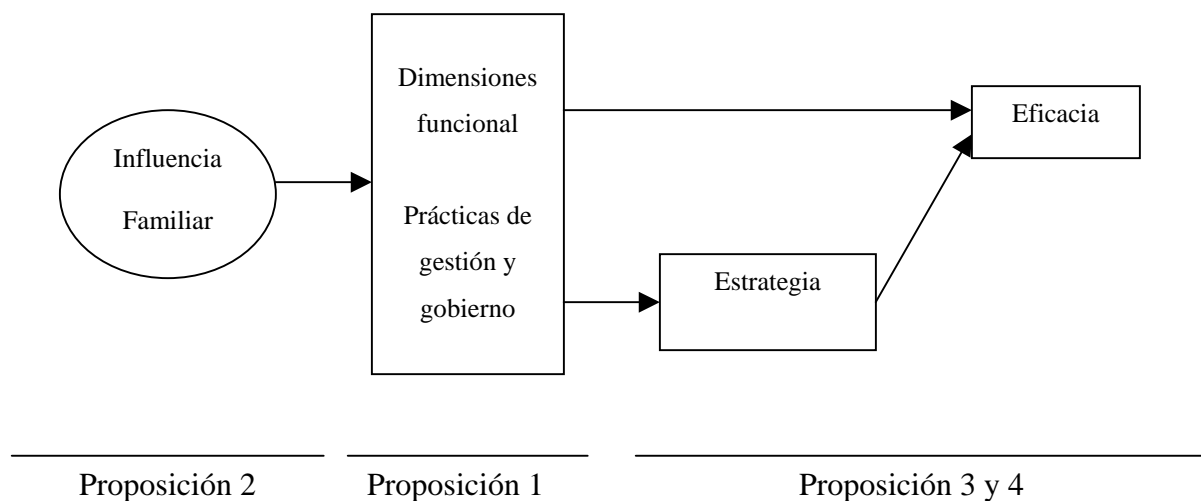 Influencia
Familiar
Dimensiones
funcional
Prácticas de
gestión y
gobierno
Estrategia
Eficacia
Proposición 2
Proposición 1
Proposición 3 y 4